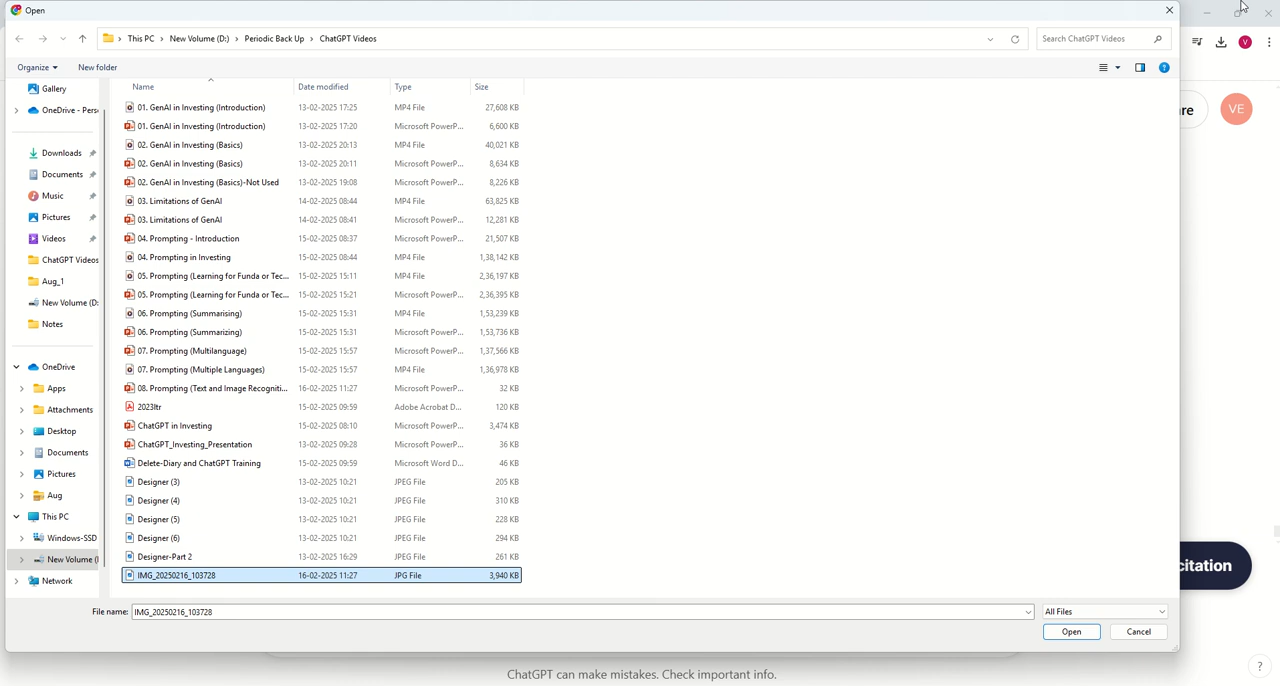 Open
This PC > New Volume (D:) > Periodic Back Up > ChatGPT Videos
Search ChatGPT Videos
Organize
New folder
Name Date modified Type Size
Gallery
OneDrive - Pers
Downloads
Documents
Music
Pictures
Videos
ChatGPT Videos
Aug_1
New Volume (D:
Notes
OneDrive
Apps
Attachments
Desktop
Documents
Pictures
Aug
This PC
Windows-SSD
New Volume (
Network
01. GenAI in Investing (Introduction) 13-02-2025 17:25 MP4 File 27,608 KB
01. GenAI in Investing (Introduction) 13-02-2025 17:20 Microsoft PowerP... 6,600 KB
02. GenAI in Investing (Basics) 13-02-2025 20:13 MP4 File 40,021 KB
02. GenAI in Investing (Basics) 13-02-2025 20:11 Microsoft PowerP... 8,634 KB
02. GenAI in Investing (Basics)-Not Used 13-02-2025 19:08 Microsoft PowerP... 8,226 KB
03. Limitations of GenAI 14-02-2025 08:44 MP4 File 63,825 KB
03. Limitations of GenAI 14-02-2025 08:41 Microsoft PowerP... 12,281 KB
04. Prompting - Introduction 15-02-2025 08:37 Microsoft PowerP... 21,507 KB
04. Prompting in Investing 15-02-2025 08:44 MP4 File 1,38,142 KB
05. Prompting (Learning for Funda or Tec... 15-02-2025 15:11 MP4 File 2,36,197 KB
05. Prompting (Learning for Funda or Tec... 15-02-2025 15:21 Microsoft PowerP... 2,36,395 KB
06. Prompting (Summarising) 15-02-2025 15:31 MP4 File 1,53,239 KB
06. Prompting (Summarizing) 15-02-2025 15:31 Microsoft PowerP... 1,53,736 KB
07. Prompting (Multilanguage) 15-02-2025 15:57 Microsoft PowerP... 1,37,566 KB
07. Prompting (Multiple Languages) 15-02-2025 15:57 MP4 File 1,36,978 KB
08. Prompting (Text and Image Recogniti... 16-02-2025 11:27 Microsoft PowerP... 32 KB
2023ltr 15-02-2025 09:59 Adobe Acrobat D... 120 KB
ChatGPT in Investing 15-02-2025 08:10 Microsoft PowerP... 3,474 KB
ChatGPT_Investing_Presentation 13-02-2025 09:28 Microsoft PowerP... 36 KB
Delete-Diary and ChatGPT Training 15-02-2025 09:59 Microsoft Word D... 46 KB
Designer (3) 13-02-2025 10:21 JPEG File 205 KB
Designer (4) 13-02-2025 10:21 JPEG File 310 KB
Designer (5) 13-02-2025 10:21 JPEG File 228 KB
Designer (6) 13-02-2025 10:21 JPEG File 294 KB
Designer-Part 2 13-02-2025 16:29 JPEG File 261 KB
IMG_20250216_103728 16-02-2025 11:27 JPG File 3,940 KB
File name: IMG_20250216_103728
All Files
Open
Cancel
V
are
VE
citation
ChatGPT can make mistakes. Check important info.
?